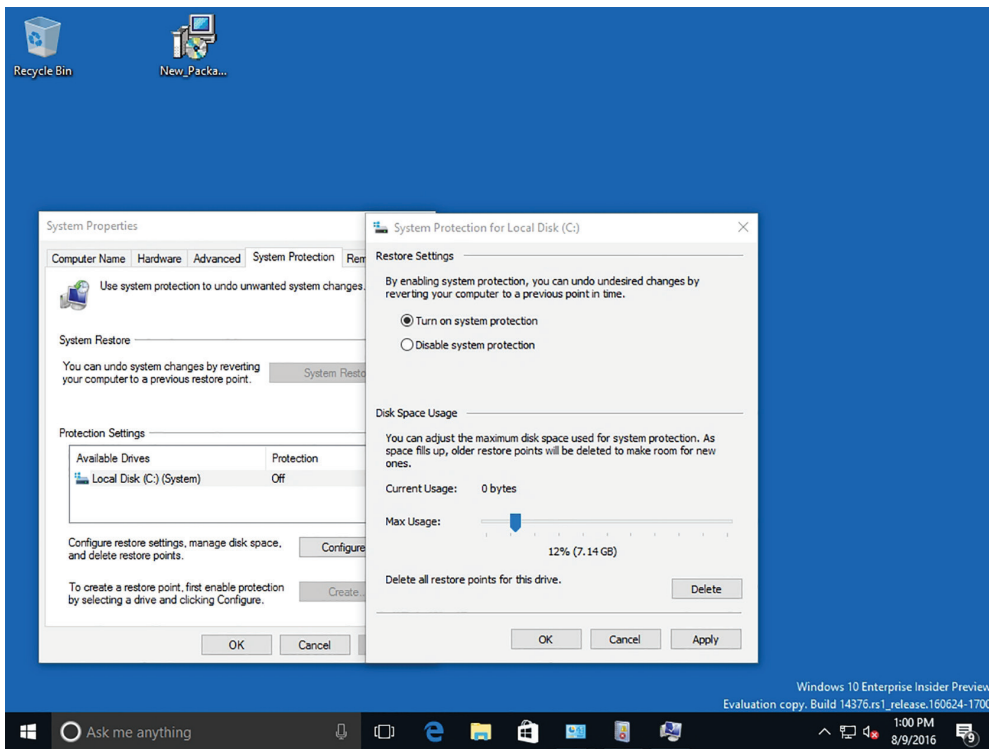 Recycle Bin
New_Packa...
System Properties
Computer Name
Hardware
Advanced
System Protection
Rem
Use system protection to undo unwanted system changes.
System Restore
You can undo system changes by reverting
your computer to a previous restore point.
System Resto
Protection Settings
Available Drives
Protection
Local Disk (C:) (System)
Off
Configure restore settings, manage disk space,
and delete restore points.
Configure
To create a restore point, first enable protection
by selecting a drive and clicking Configure.
Create..
OK
Cancel
System Protection for Local Disk (C:)
Restore Settings
By enabling system protection, you can undo undesired changes by
reverting your computer to a previous point in time.
Turn on system protection
Disable system protection
Disk Space Usage
You can adjust the maximum disk space used for system protection. As
space fills up, older restore points will be deleted to make room for new
ones.
Current Usage:
0 bytes
Max Usage:
12% (7.14 GB)
Delete all restore points for this drive.
Delete
OK
Cancel
Apply
Windows 10 Enterprise Insider Preview
Evaluation copy. Build 14376.rs1_release.160624-1700
Ask me anything
1:00 PM
8/9/2016
9